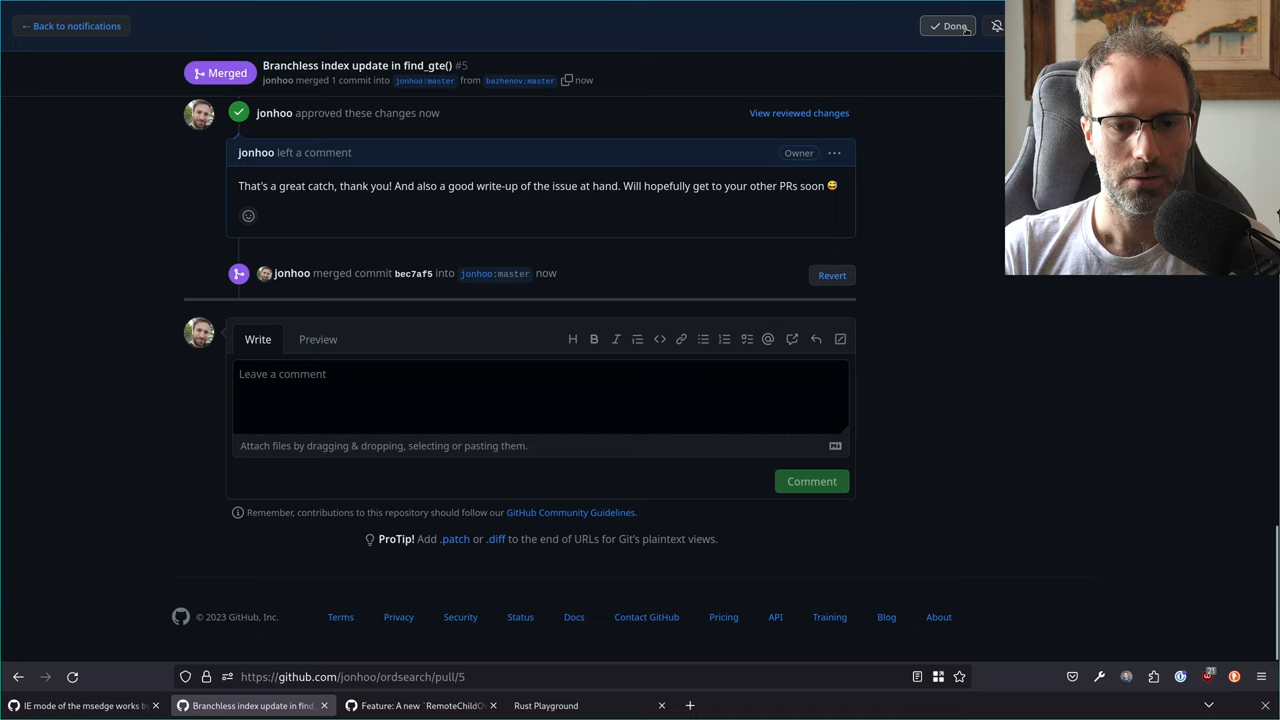 ← Back to notifications
Done
Merged
Branchless index update in find_gte() #5
jonhoo merged 1 commit into jonhoo:master from bazhenov:master now
jonhoo approved these changes now
View reviewed changes
jonhoo left a comment
Owner
That's a great catch, thank you! And also a good write-up of the issue at hand. Will hopefully get to your other PRs soon 😅
jonhoo merged commit bec7af5 into jonhoo:master now
Revert
Write
Preview
Leave a comment
Attach files by dragging & dropping, selecting or pasting them.
Comment
Remember, contributions to this repository should follow our GitHub Community Guidelines.
ProTip! Add .patch or .diff to the end of URLs for Git's plaintext views.
© 2023 GitHub, Inc.
Terms
Privacy
Security
Status
Docs
Contact GitHub
Pricing
API
Training
Blog
About
https://github.com/jonhoo/ordsearch/pull/5
21
IE mode of the msedge works by
Branchless index update in find_
Feature: A new `RemoteChildO
Rust Playground